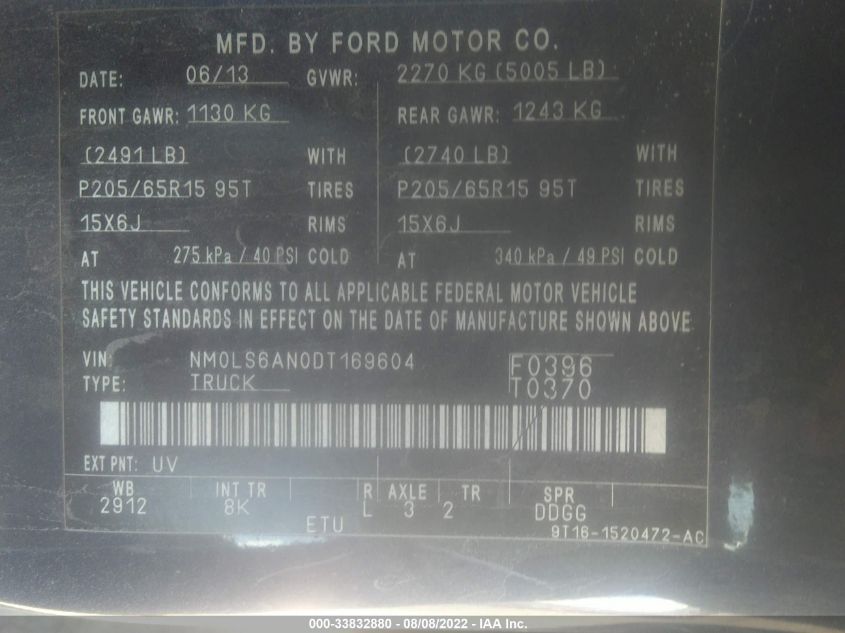 MFD. BY FORD MOTOR CO.
DATE: 06/13 GVWR: 2270 KG (5005 LB)
FRONT GAWR: 1130 KG REAR GAWR: 1243 KG
(2491 LB) WITH (2740 LB) WITH
P205/65R15 95T TIRES P205/65R15 95T TIRES
15X6J RIMS 15X6J RIMS
AT 275 kPa / 40 PSI COLD AT 340 kPa / 49 PSI COLD
THIS VEHICLE CONFORMS TO ALL APPLICABLE FEDERAL MOTOR VEHICLE
SAFETY STANDARDS IN EFFECT ON THE DATE OF MANUFACTURE SHOWN ABOVE
VIN: NM0LS6AN0DT169604 F0396
TYPE: TRUCK T0370
EXT PNT: UV
WB INT TR R AXLE TR SPR
2912 8K L 3 2 DDGG
ETU 9T16-1520472-AC
000-33832880 - 08/08/2022 - IAA Inc.